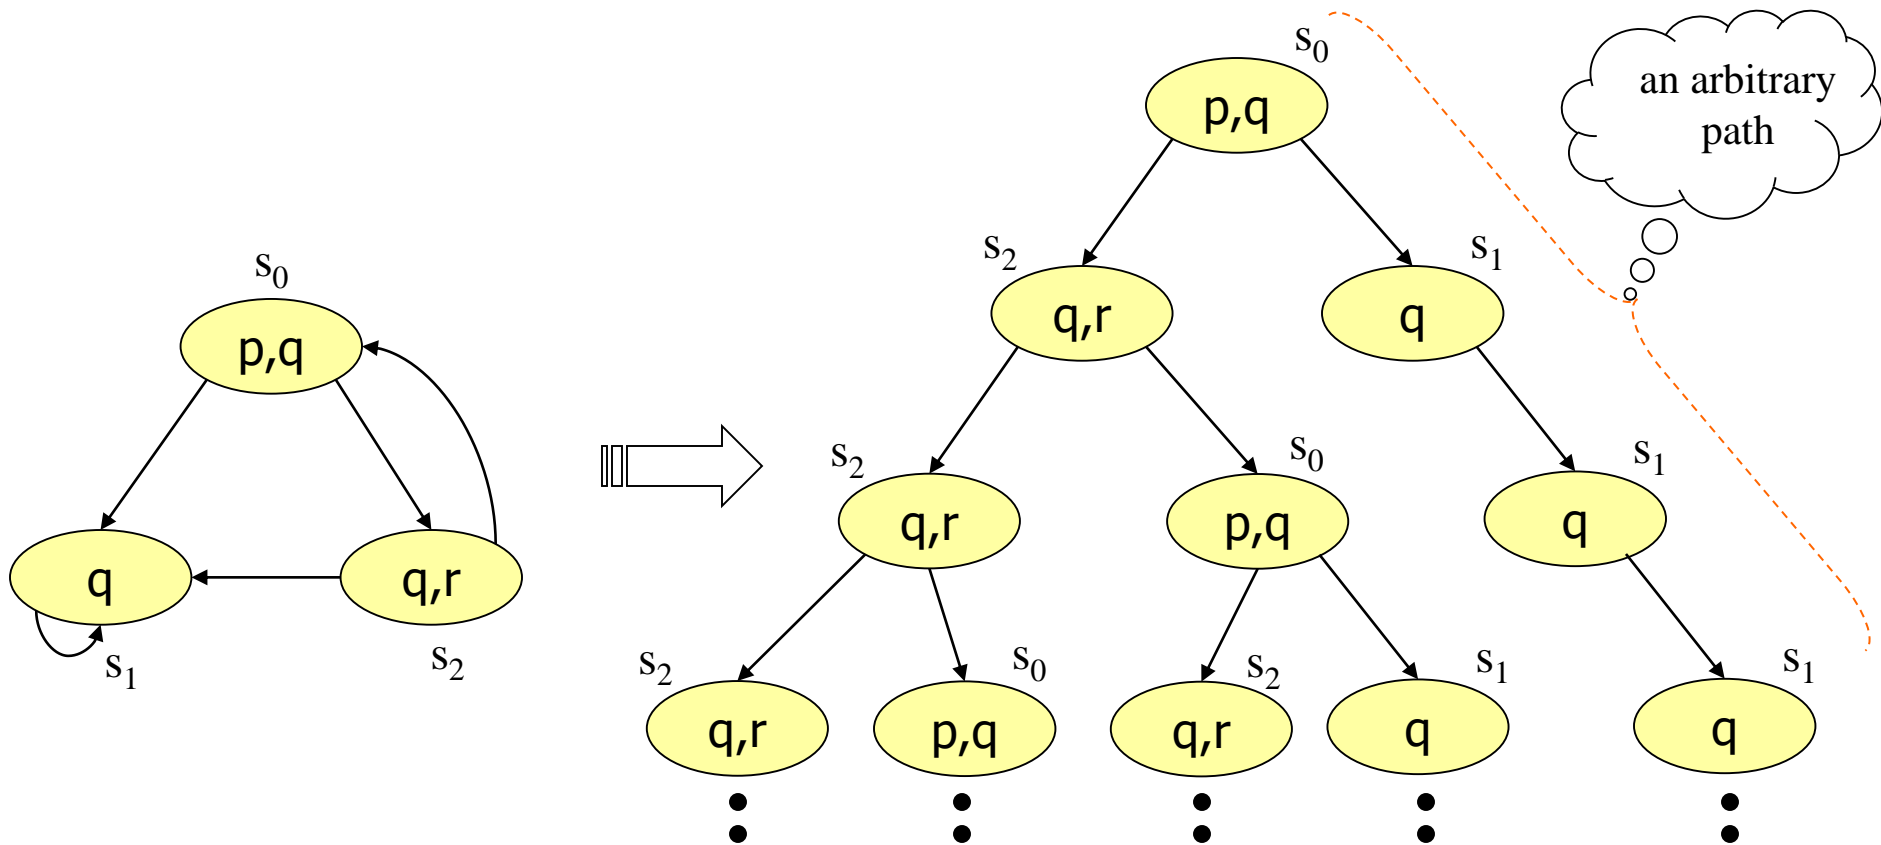 s₀
p,q
q
q,r
s₁
s₂
s₀
p,q
an arbitrary
path
s₂
s₁
q,r
q
s₂
s₀
s₁
q,r
p,q
q
s₂
s₀
s₂
s₁
s₁
q,r
p,q
q,r
q
q